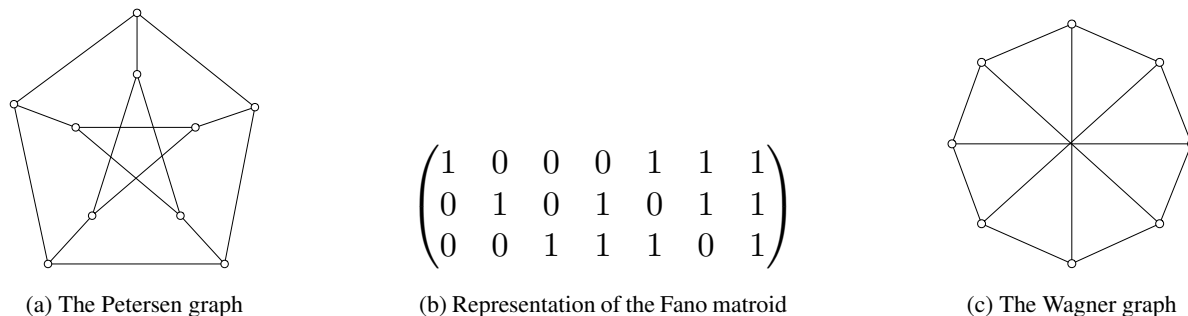 1 0 0 0 1 1 1
0 1 0 1 0 1 1
0 0 1 1 1 0 1
(a) The Petersen graph
(b) Representation of the Fano matroid
(c) The Wagner graph